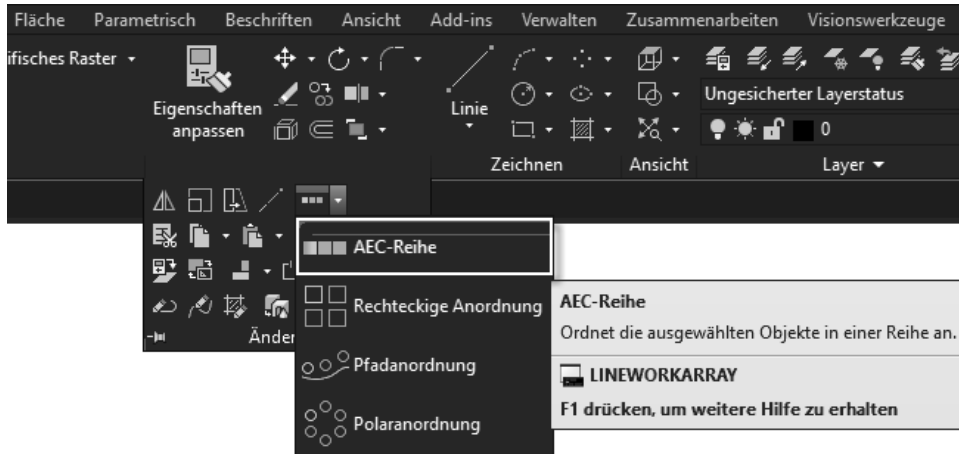 Fläche Parametrisch Beschriften Ansicht Add-ins Verwalten Zusammenarbeiten Visionswerkzeuge
ifisches Raster
Eigenschaften
anpassen
Linie
Ungesicherter Layerstatus
0
Zeichnen Ansicht Layer
AEC-Reihe
Rechteckige Anordnung
Pfadanordnung
Polaranordnung
Änder
AEC-Reihe
Ordnet die ausgewählten Objekte in einer Reihe an.
LINEWORKARRAY
F1 drücken, um weitere Hilfe zu erhalten